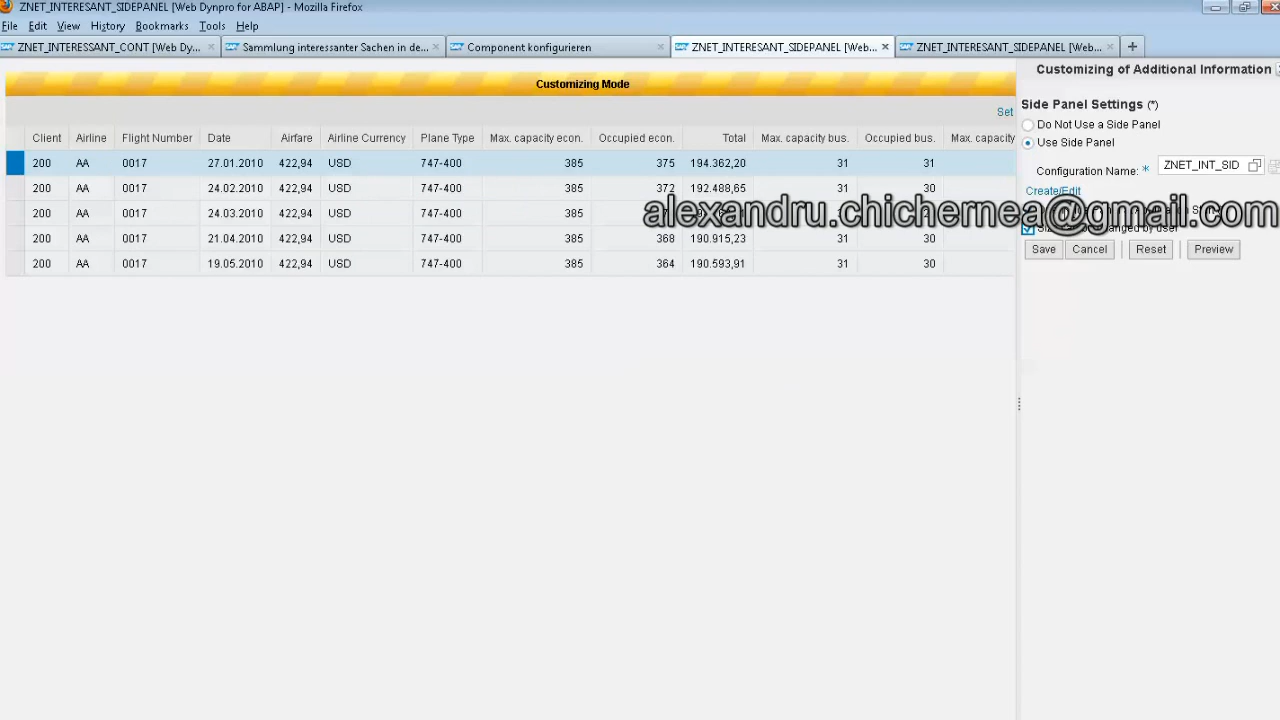 ZNET_INTERESANT_SIDEPANEL [Web Dynpro for ABAP] - Mozilla Firefox
File Edit View History Bookmarks Tools Help
ZNET_INTERESSANT_CONT [Web Dy... Sammlung interessanter Sachen in de... Component konfigurieren ZNET_INTERESANT_SIDEPANEL [Web... ZNET_INTERESANT_SIDEPANEL [Web...
Customizing of Additional Information
Customizing Mode
Side Panel Settings (*)
Set
Do Not Use a Side Panel
Use Side Panel
Configuration Name: * ZNET_INT_SID
Create/Edit
Client Airline Flight Number Date Airfare Airline Currency Plane Type Max. capacity econ. Occupied econ. Total Max. capacity bus. Occupied bus. Max. capacity
200 AA 0017 27.01.2010 422,94 USD 747-400 385 375 194.362,20 31 31
200 AA 0017 24.02.2010 422,94 USD 747-400 385 372 192.488,65 31 30
200 AA 0017 24.03.2010 422,94 USD 747-400 385
alexandru.chichernea@gmail.com
200 AA 0017 21.04.2010 422,94 USD 747-400 385 368 190.915,23 31 30
200 AA 0017 19.05.2010 422,94 USD 747-400 385 364 190.593,91 31 30
Save Cancel Reset Preview